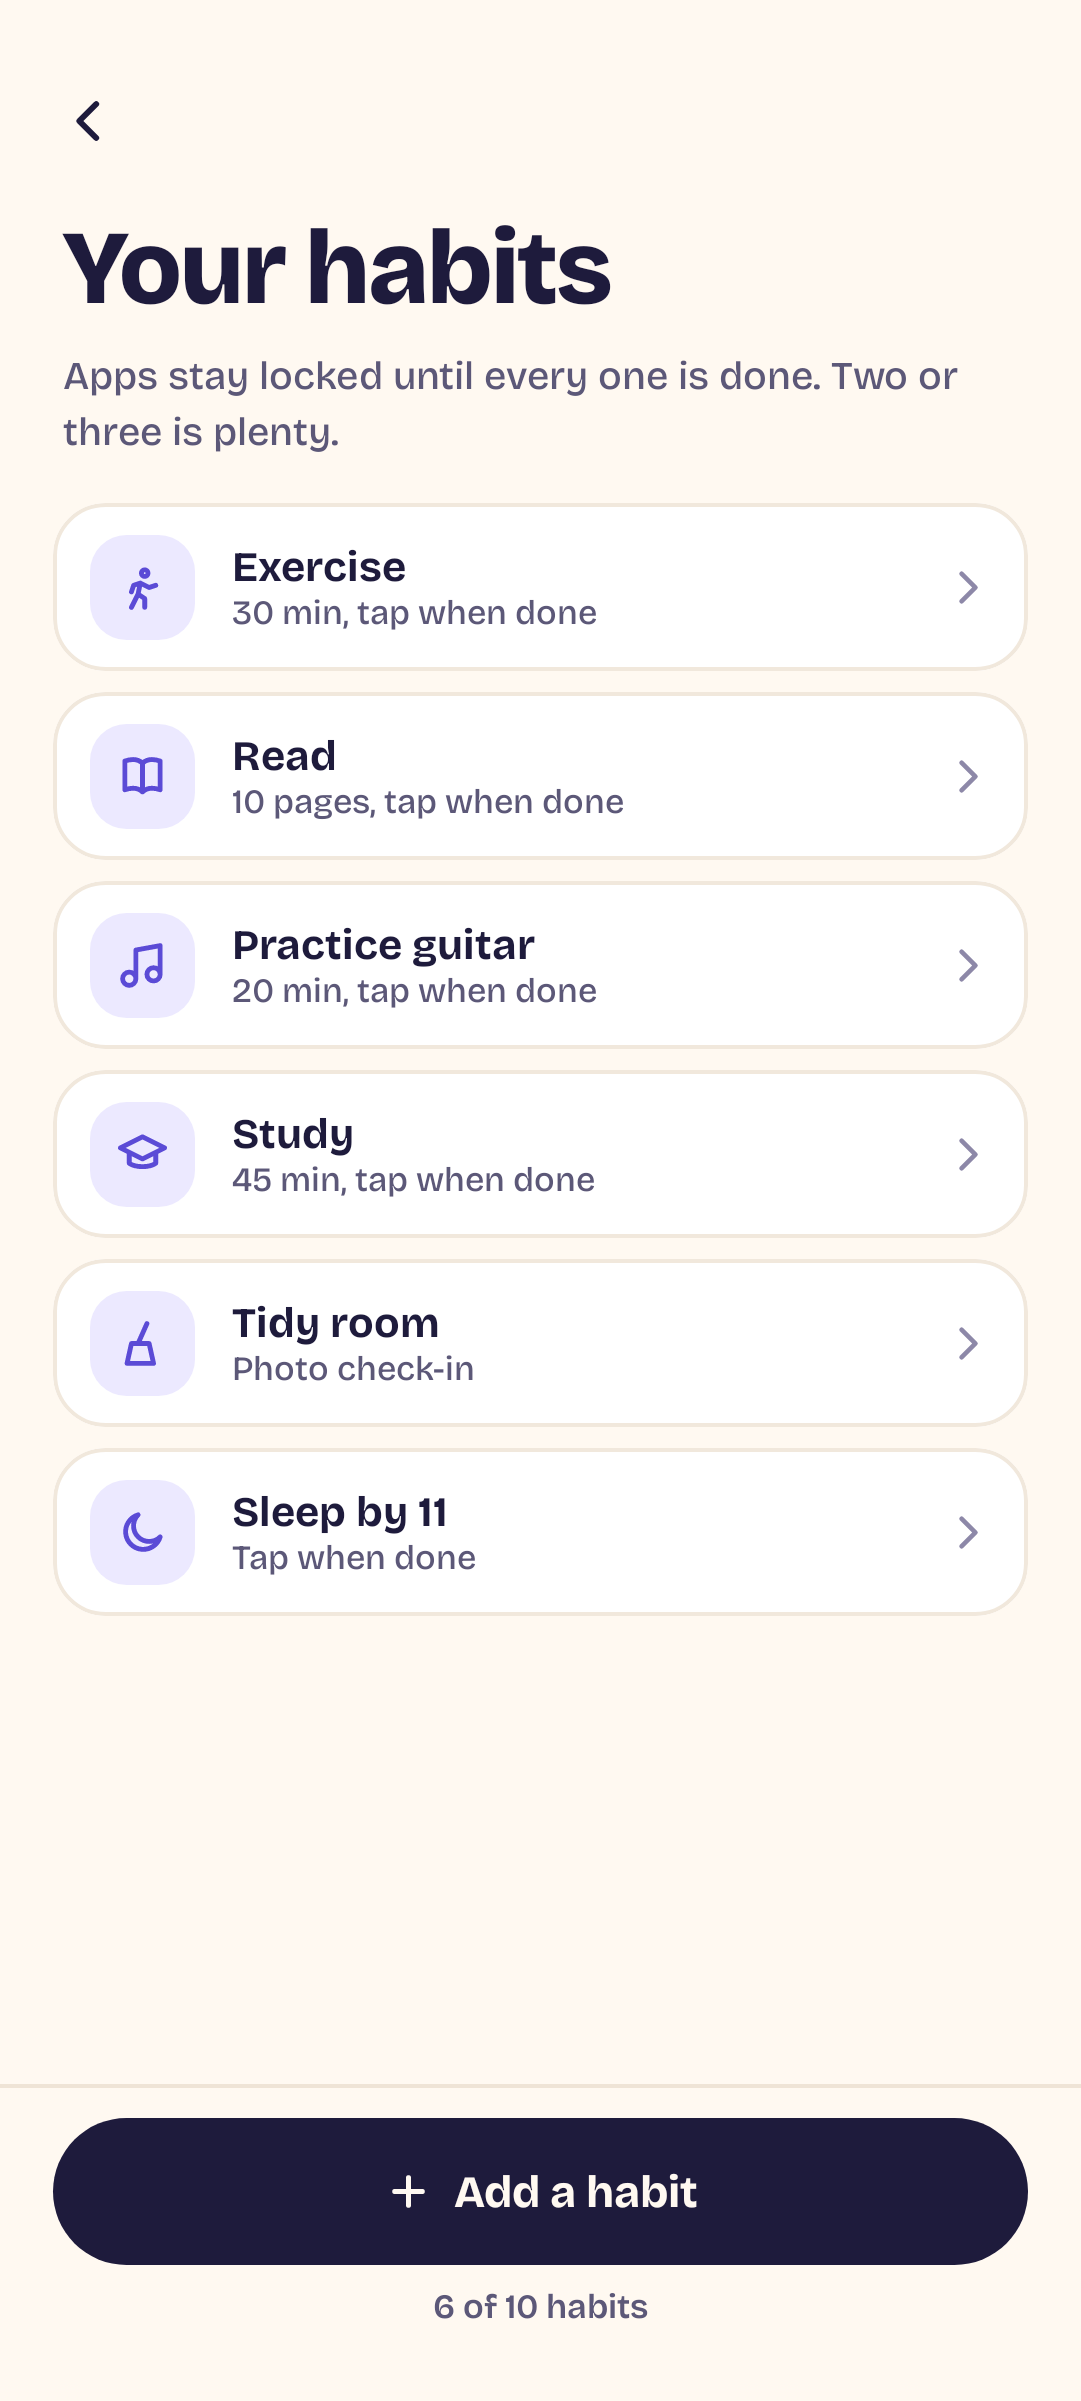 Your habits
Apps stay locked until every one is done. Two or
three is plenty.
Exercise
30 min, tap when done
Read
10 pages, tap when done
Practice guitar
20 min, tap when done
Study
45 min, tap when done
Tidy room
Photo check-in
Sleep by 11
Tap when done
Add a habit
6 of 10 habits